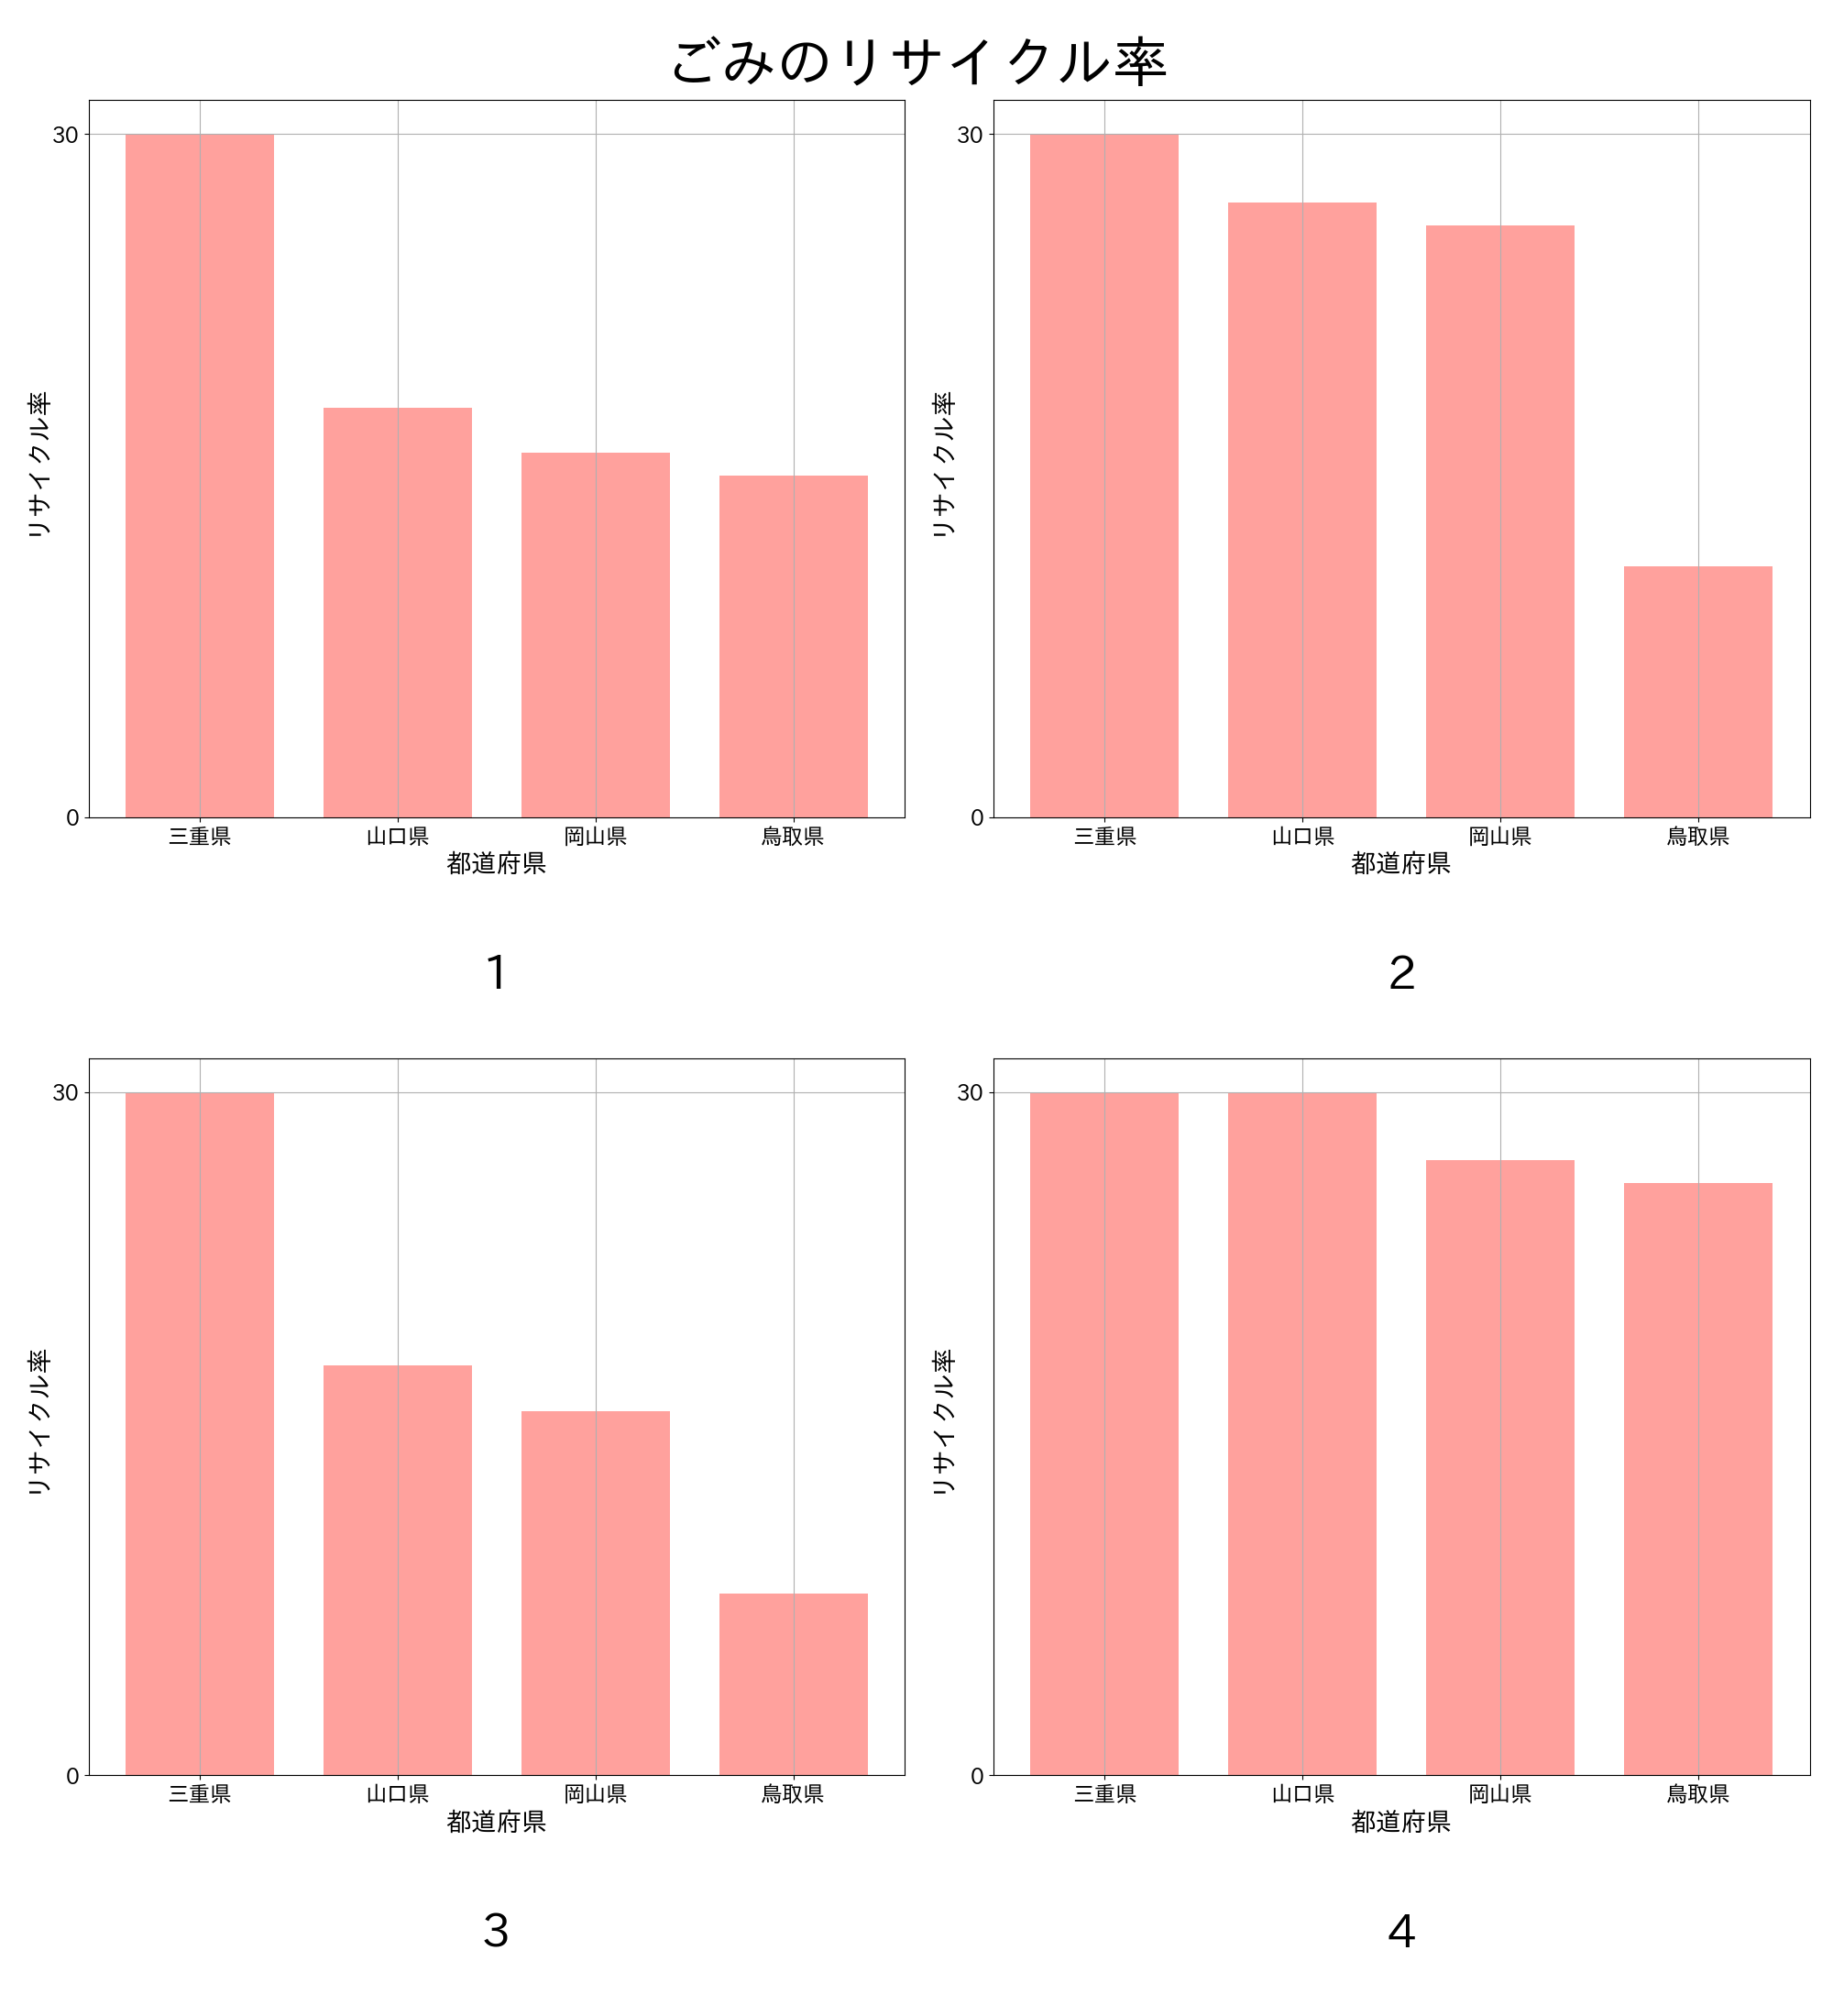 ごみのリサイクル率
30
0
リサイクル率
三重県 山口県 岡山県 鳥取県
都道府県
1
30
0
リサイクル率
三重県 山口県 岡山県 鳥取県
都道府県
2
30
0
リサイクル率
三重県 山口県 岡山県 鳥取県
都道府県
3
30
0
リサイクル率
三重県 山口県 岡山県 鳥取県
都道府県
4